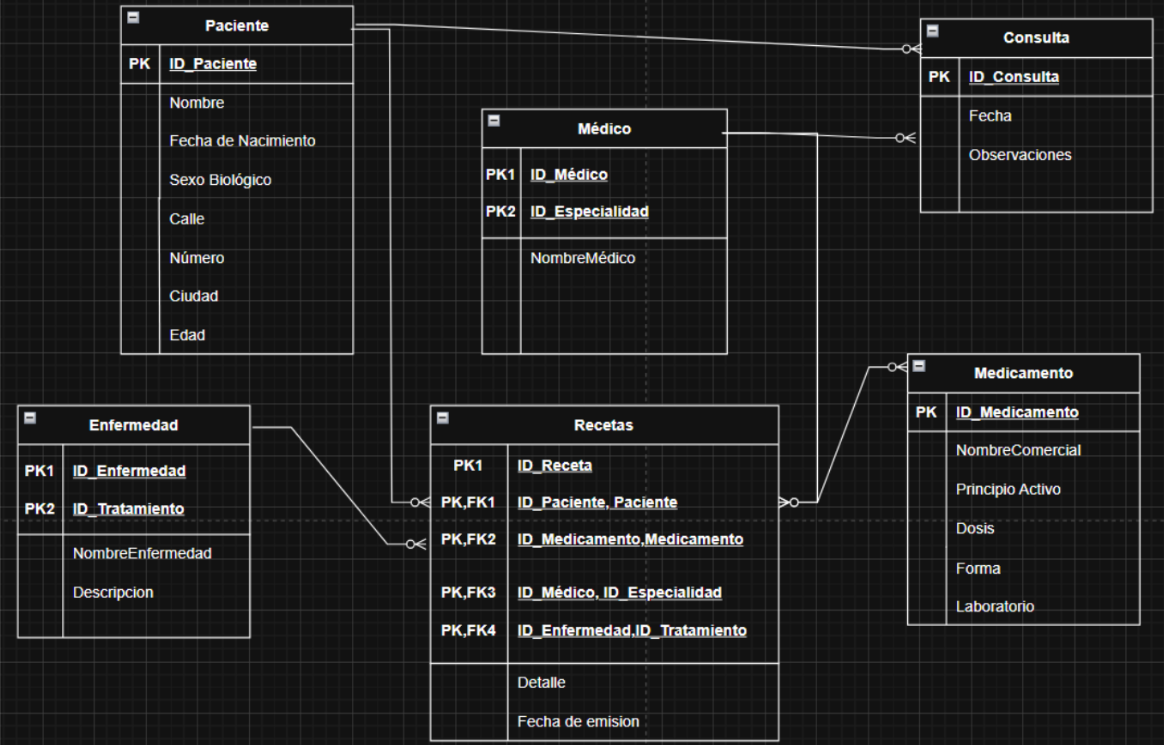 Paciente
PK ID_Paciente
Nombre
Fecha de Nacimiento
Sexo Biológico
Calle
Número
Ciudad
Edad
Médico
PK1 ID_Médico
PK2 ID_Especialidad
NombreMédico
Consulta
PK ID_Consulta
Fecha
Observaciones
Enfermedad
PK1 ID_Enfermedad
PK2 ID_Tratamiento
NombreEnfermedad
Descripcion
Recetas
PK1 ID_Receta
PK,FK1 ID_Paciente, Paciente
PK,FK2 ID_Medicamento,Medicamento
PK,FK3 ID_Médico, ID_Especialidad
PK,FK4 ID_Enfermedad,ID_Tratamiento
Detalle
Fecha de emision
Medicamento
PK ID_Medicamento
NombreComercial
Principio Activo
Dosis
Forma
Laboratorio